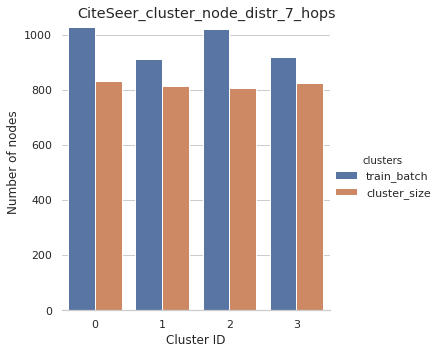 CiteSeer_cluster_node_distr_7_hops
Number of nodes
1000
800
600
400
200
0
0 1 2 3
Cluster ID
clusters
train_batch
cluster_size